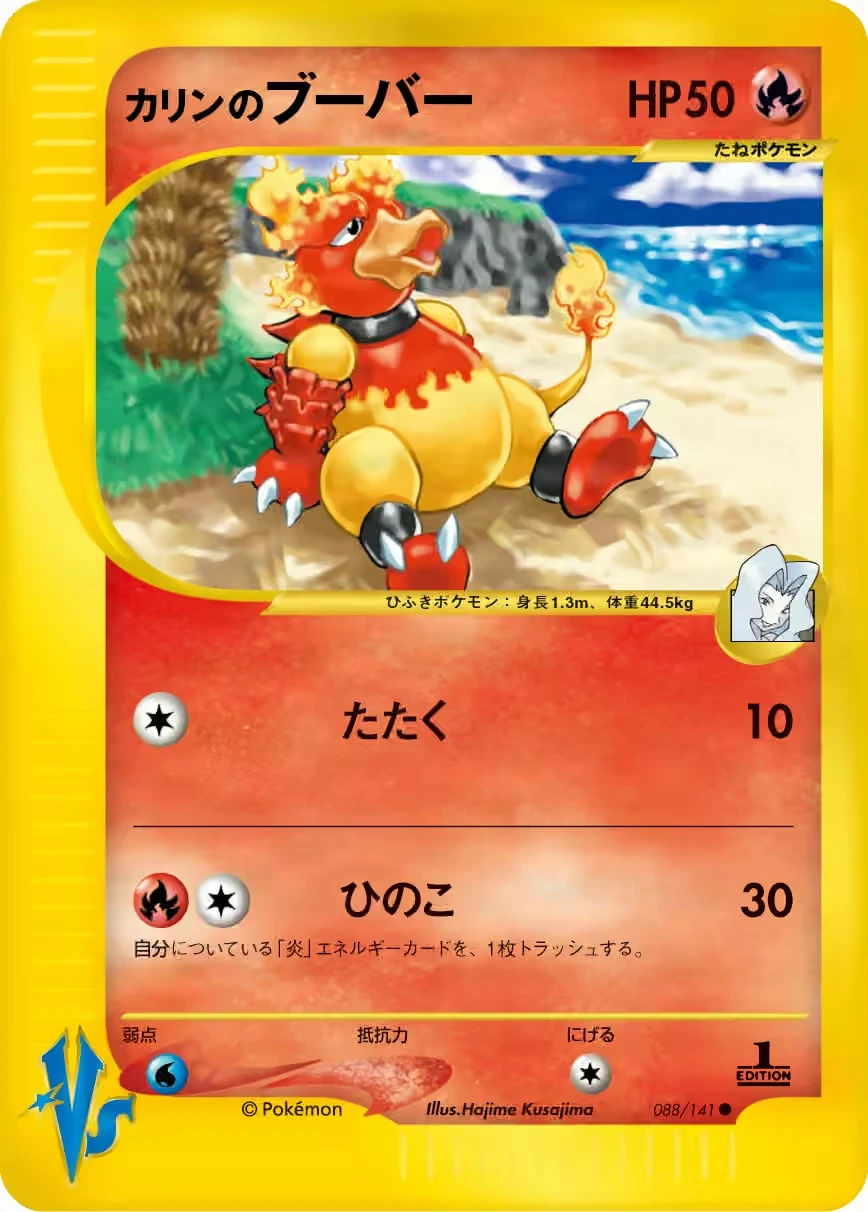 カリンのブーバー HP50
たねポケモン
ひふきポケモン：身長1.3m、体重44.5kg
たたく 10
ひのこ 30
自分についている「炎」エネルギーカードを、1枚トラッシュする。
弱点 抵抗力 にげる
1
EDITION
VS
© Pokémon Illus.Hajime Kusajima 088/141●